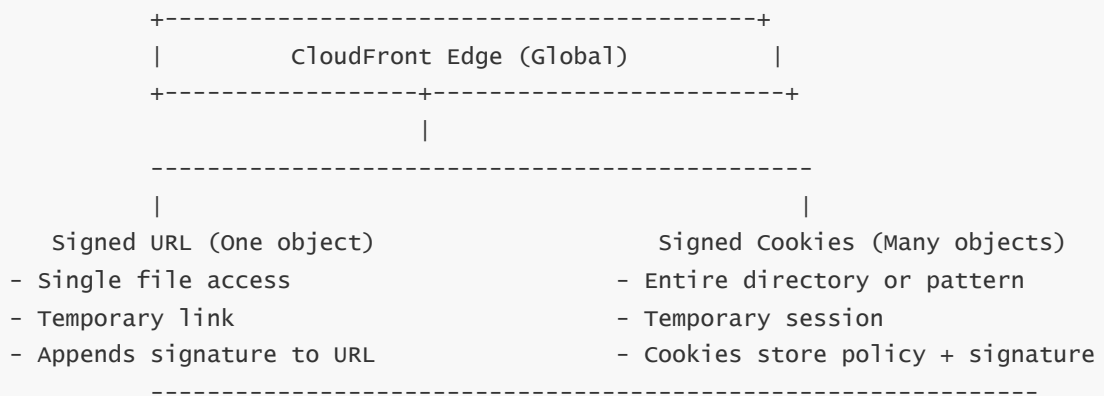 +------------------------------------------+
|         CloudFront Edge (Global)          |
+------------------+-------------------------+
|
-----------------------------------------------
|                                              |
Signed URL (One object)                    Signed Cookies (Many objects)
- Single file access                       - Entire directory or pattern
- Temporary link                           - Temporary session
- Appends signature to URL                 - Cookies store policy + signature
---------------------------------------------------------------